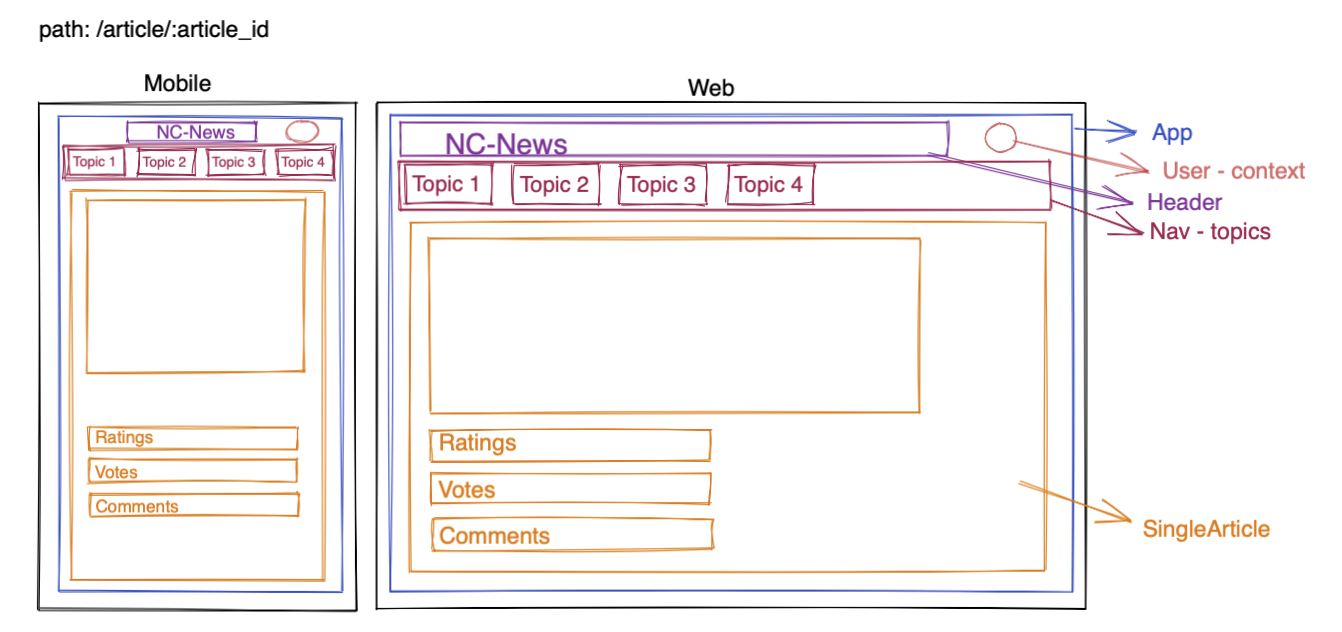 path: /article/:article_id
Mobile
NC-News
Topic 1 Topic 2 Topic 3 Topic 4
Ratings
Votes
Comments
Web
NC-News
Topic 1 Topic 2 Topic 3 Topic 4
Ratings
Votes
Comments
App
User - context
Header
Nav - topics
SingleArticle